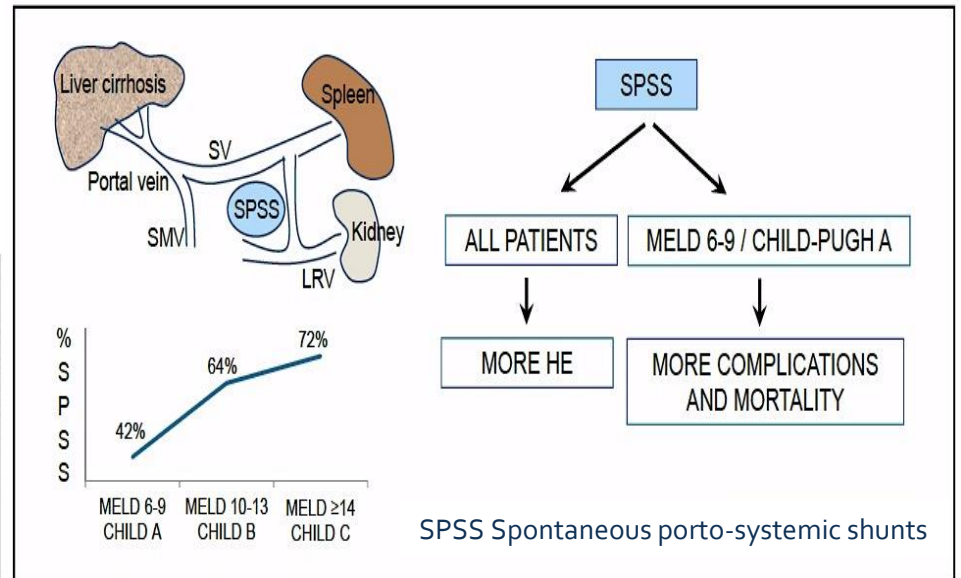 Liver cirrhosis
Spleen
SV
Portal vein
SPSS
SMV
Kidney
LRV
%
S
P
S
S
42%
64%
72%
MELD 6-9
CHILD A
MELD 10-13
CHILD B
MELD ≥14
CHILD C
SPSS
ALL PATIENTS
MELD 6-9 / CHILD-PUGH A
MORE HE
MORE COMPLICATIONS
AND MORTALITY
SPSS Spontaneous porto-systemic shunts